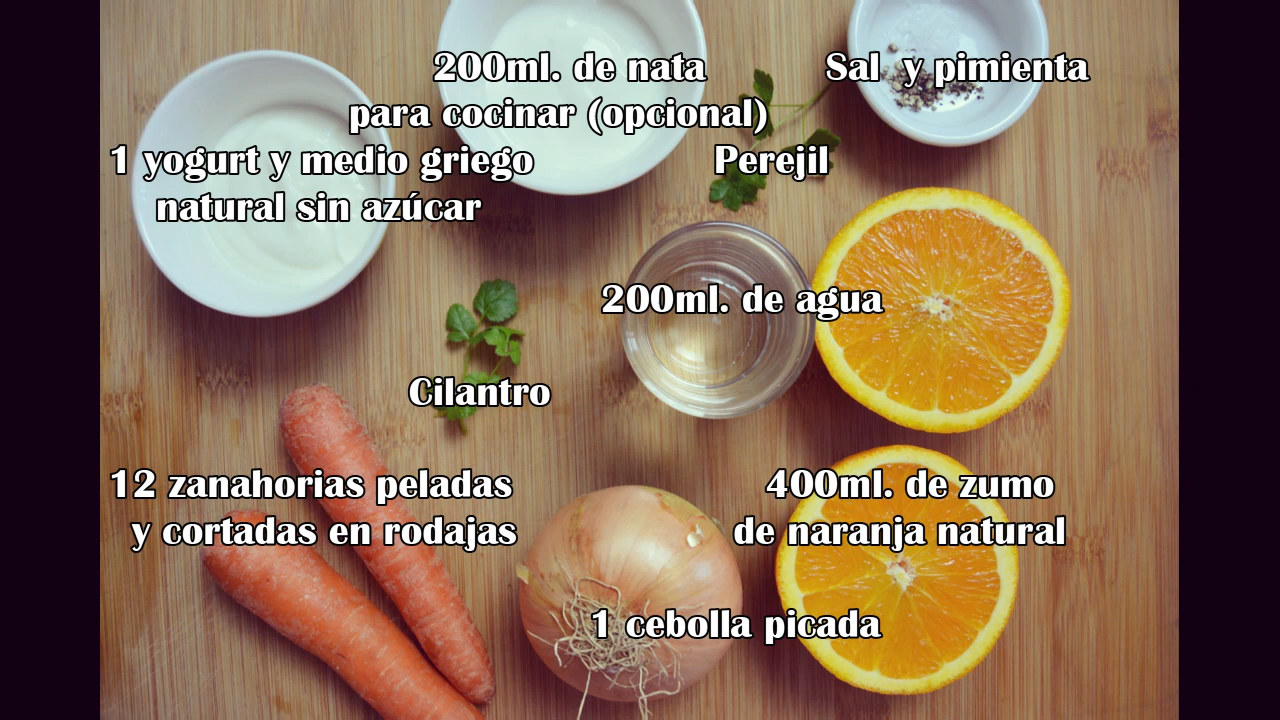 200ml. de nata
para cocinar (opcional)
Sal y pimienta
1 yogurt y medio griego
natural sin azúcar
Perejil
200ml. de agua
Cilantro
12 zanahorias peladas
y cortadas en rodajas
400ml. de zumo
de naranja natural
1 cebolla picada